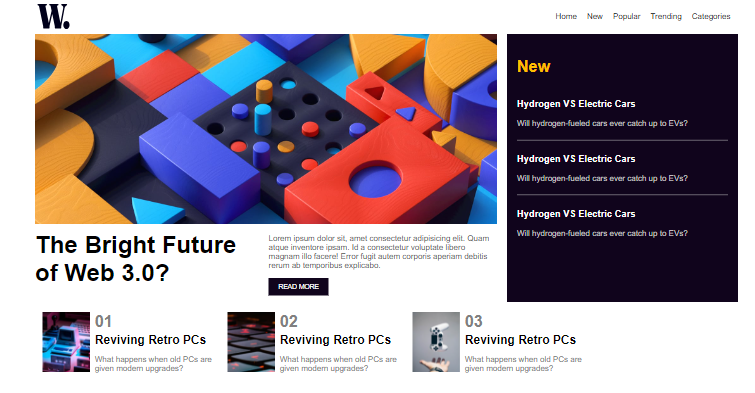 W.
Home New Popular Trending Categories
The Bright Future
of Web 3.0?
Lorem ipsum dolor sit, amet consectetur adipisicing elit. Quam
atque inventore ipsam. Id a consectetur voluptate libero
magnam illo facere! Error fugit autem corporis aperiam debitis
rerum ab temporibus explicabo.
READ MORE
New
Hydrogen VS Electric Cars
Will hydrogen-fueled cars ever catch up to EVs?
Hydrogen VS Electric Cars
Will hydrogen-fueled cars ever catch up to EVs?
Hydrogen VS Electric Cars
Will hydrogen-fueled cars ever catch up to EVs?
01
Reviving Retro PCs
What happens when old PCs are
given modern upgrades?
02
Reviving Retro PCs
What happens when old PCs are
given modern upgrades?
03
Reviving Retro PCs
What happens when old PCs are
given modern upgrades?